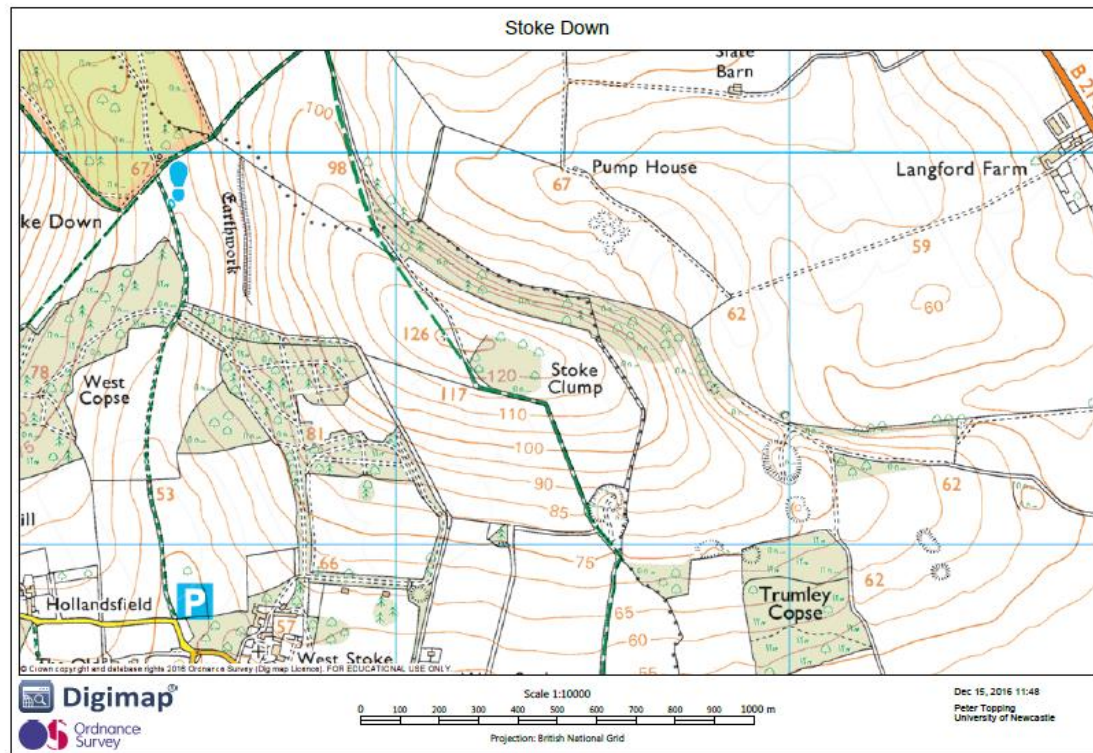 Stoke Down
Barn
B 21
100
98
67
Pump House
67
Langford Farm
ke Down
Earthwork
59
62
60
126
78
West
Copse
120
Stoke
Clump
117
110
81
100
90
85
53
62
ill
66
75
62
P
Hollandsfield
Trumley
Copse
57
65
60
55
West Stoke
© Crown copyright and database rights 2016 Ordnance Survey (Digimap Licence). FOR EDUCATIONAL USE ONLY.
Digimap®
Ordnance
Survey
Scale 1:10000
0 100 200 300 400 500 600 700 800 900 1000 m
Projection: British National Grid
Dec 15, 2016 11:48
Peter Topping
University of Newcastle